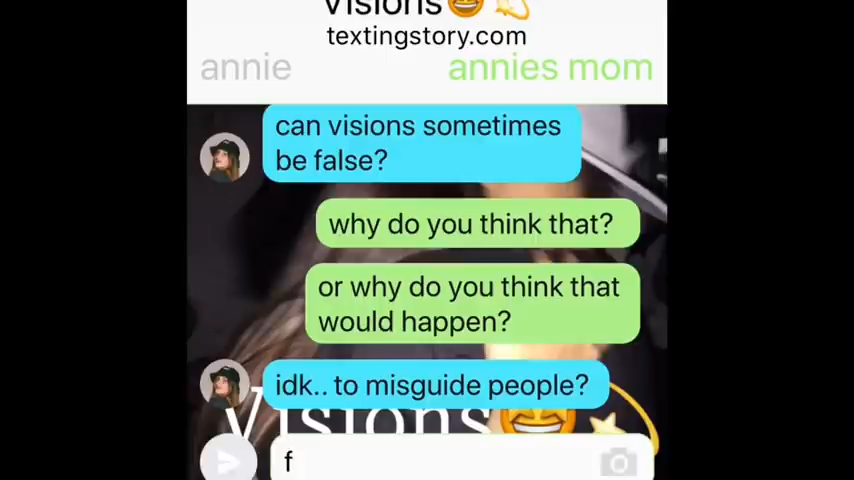 Visions🤩💫
textingstory.com
annie
annies mom
can visions sometimes
be false?
why do you think that?
or why do you think that
would happen?
idk.. to misguide people?
Visions🤩💫
f